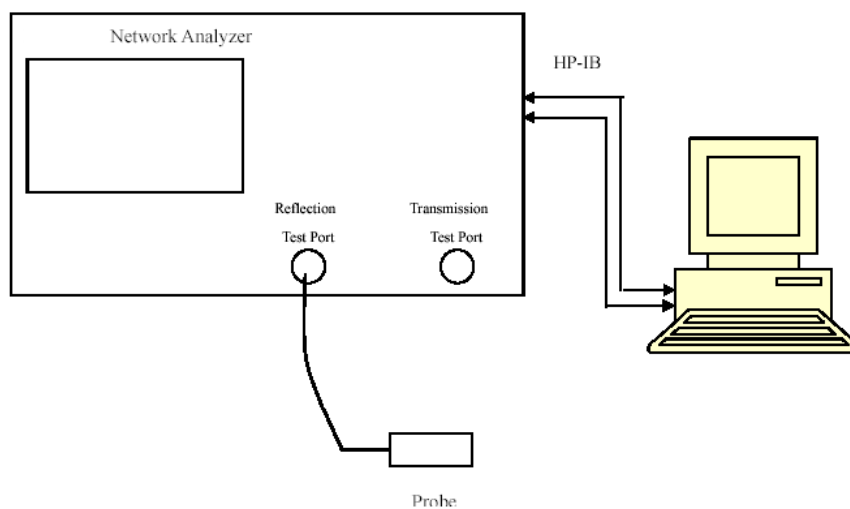 Network Analyzer
HP-IB
Reflection
Test Port
Transmission
Test Port
Probe